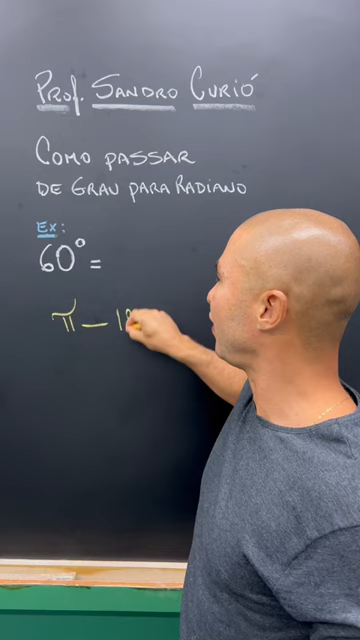 Prof. Sandro Curió
Como passar
de Grau para Radiano
Ex:
60° =
π — 1